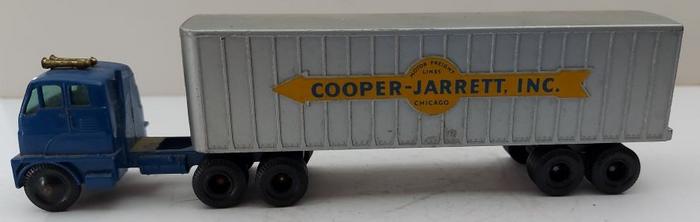 MOTOR FREIGHT
LINES
COOPER-JARRETT, INC.
CHICAGO